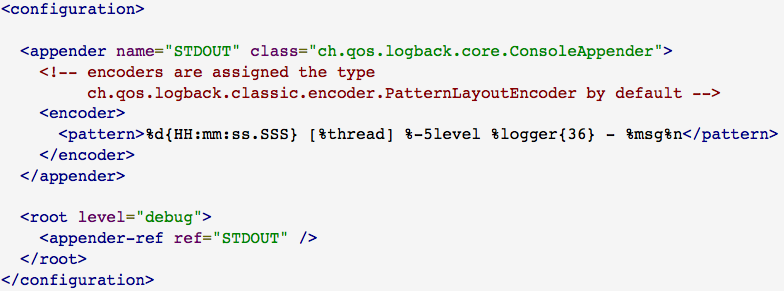 <configuration>
<appender name="STDOUT" class="ch.qos.logback.core.ConsoleAppender">
<!-- encoders are assigned the type
ch.qos.logback.classic.encoder.PatternLayoutEncoder by default -->
<encoder>
<pattern>%d{HH:mm:ss.SSS} [%thread] %-5level %logger{36} - %msg%n</pattern>
</encoder>
</appender>
<root level="debug">
<appender-ref ref="STDOUT" />
</root>
</configuration>